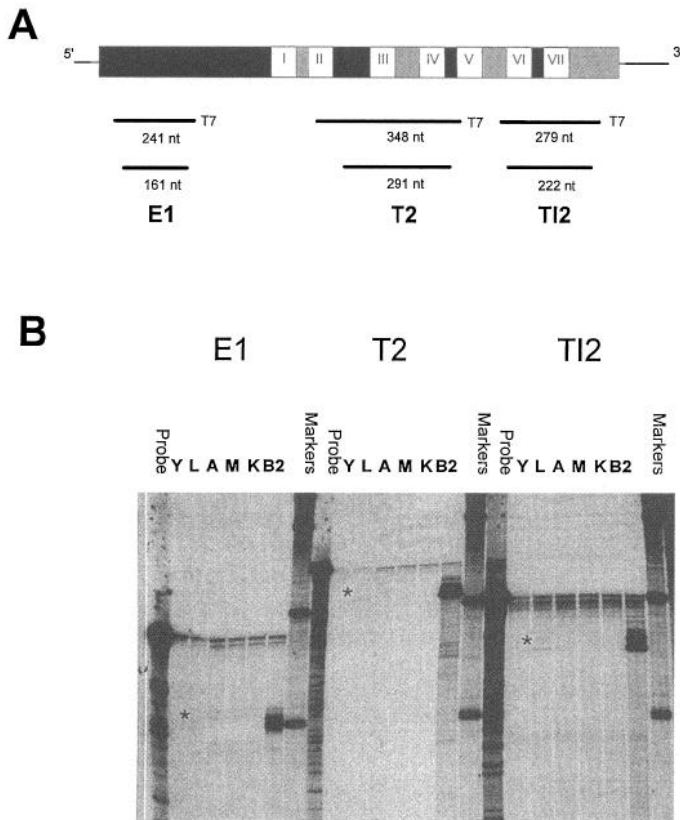 A
5' I II III IV V VI VII 3
T7 T7 T7
241 nt 348 nt 279 nt
161 nt 291 nt 222 nt
E1 T2 TI2
B
E1 T2 TI2
Probe Y L A M K B2 Markers Probe Y L A M K B2 Markers Probe Y L A M K B2 Markers
* * *